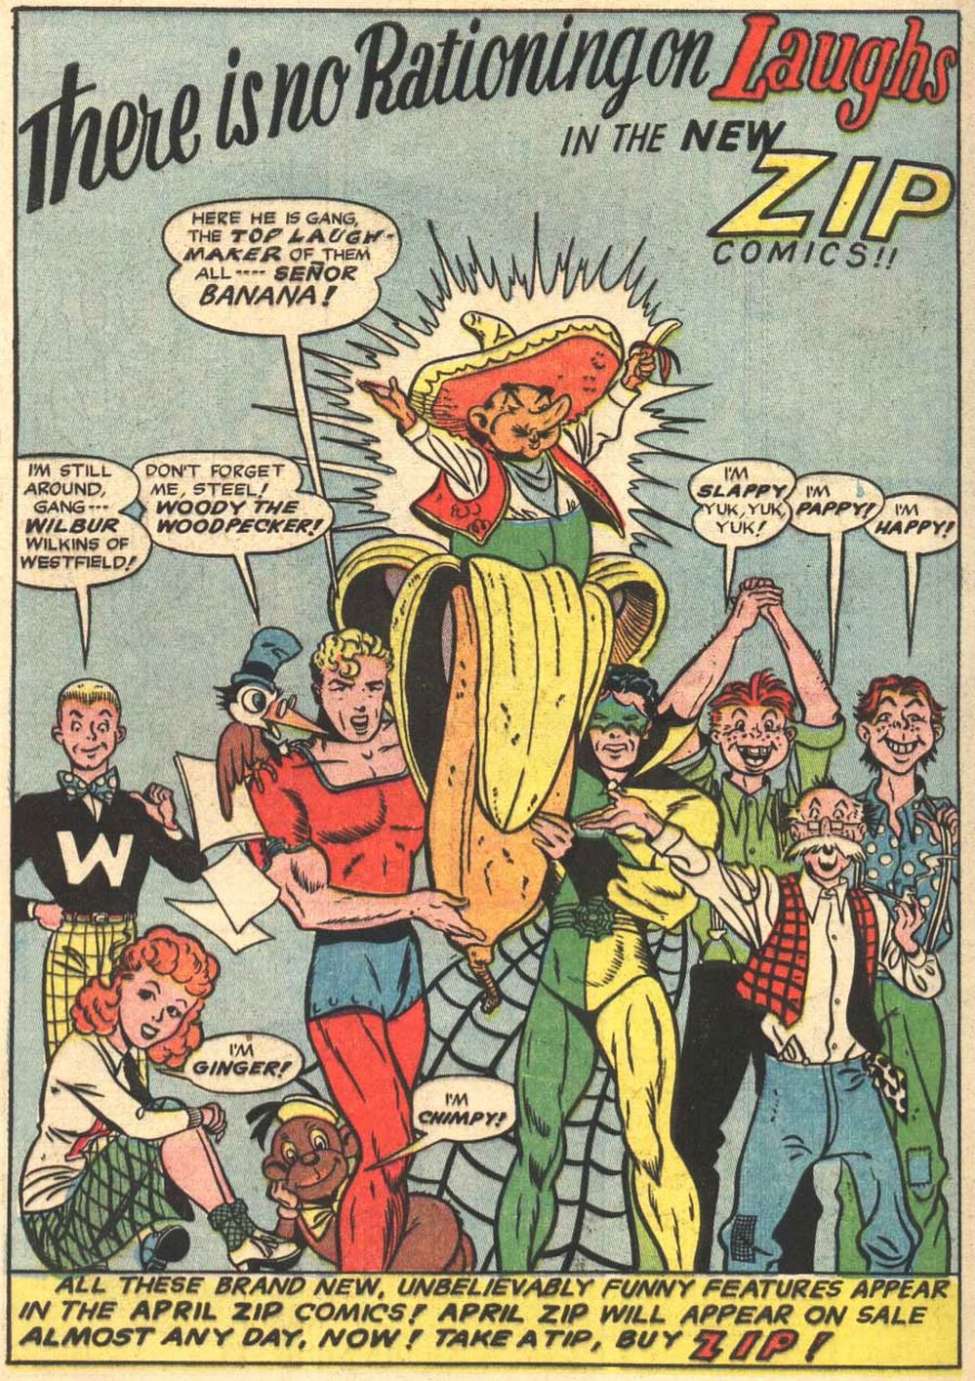 There is no Rationing on Laughs
IN THE NEW
ZIP
COMICS!!
HERE HE IS GANG,
THE TOP LAUGH-
MAKER OF THEM
ALL ---- SEÑOR
BANANA!
I'M STILL
AROUND,
GANG---
WILBUR
WILKINS OF
WESTFIELD!
DON'T FORGET
ME, STEEL!
WOODY THE
WOODPECKER!
I'M
SLAPPY
YUK, YUK,
YUK!
I'M
PAPPY!
I'M
HAPPY!
W
I'M
GINGER!
I'M
CHIMPY!
ALL THESE BRAND NEW, UNBELIEVABLY FUNNY FEATURES APPEAR
IN THE APRIL ZIP COMICS! APRIL ZIP WILL APPEAR ON SALE
ALMOST ANY DAY, NOW! TAKE A TIP, BUY ZIP!